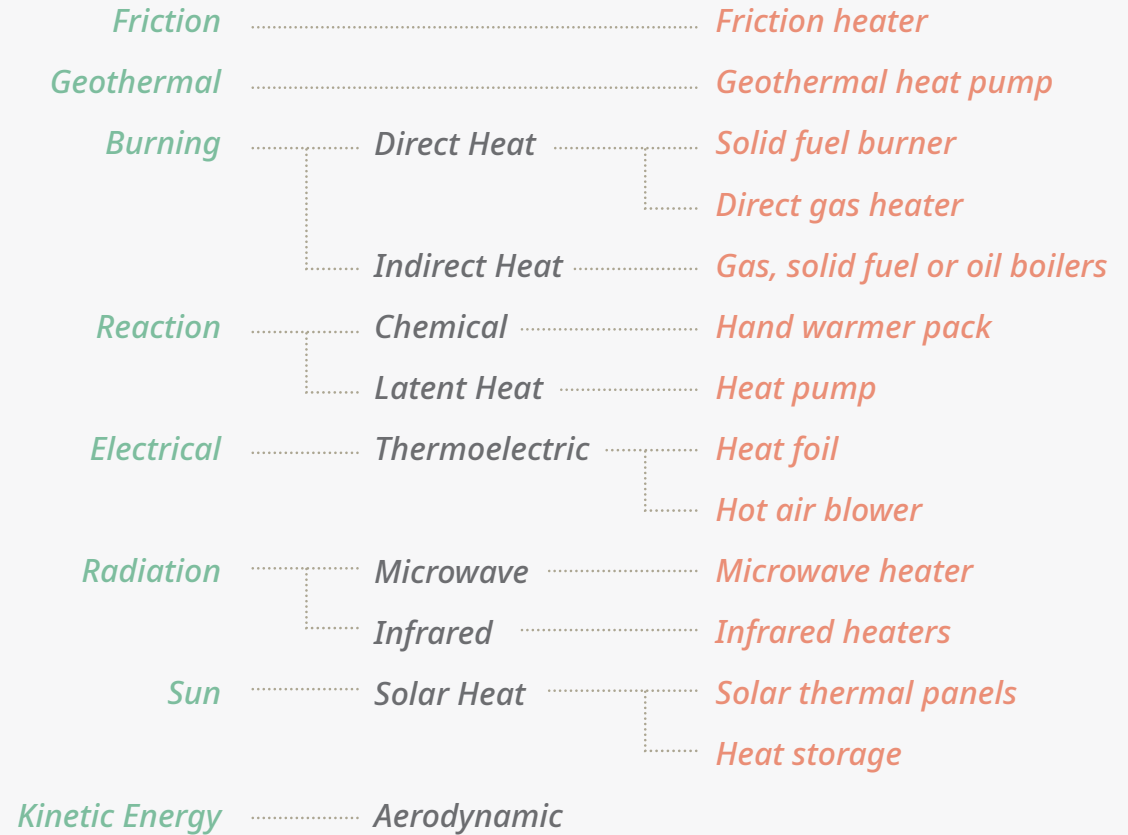 Friction Friction heater
Geothermal Geothermal heat pump
Burning Direct Heat Solid fuel burner
Direct gas heater
Indirect Heat Gas, solid fuel or oil boilers
Reaction Chemical Hand warmer pack
Latent Heat Heat pump
Electrical Thermoelectric Heat foil
Hot air blower
Radiation Microwave Microwave heater
Infrared Infrared heaters
Sun Solar Heat Solar thermal panels
Heat storage
Kinetic Energy Aerodynamic